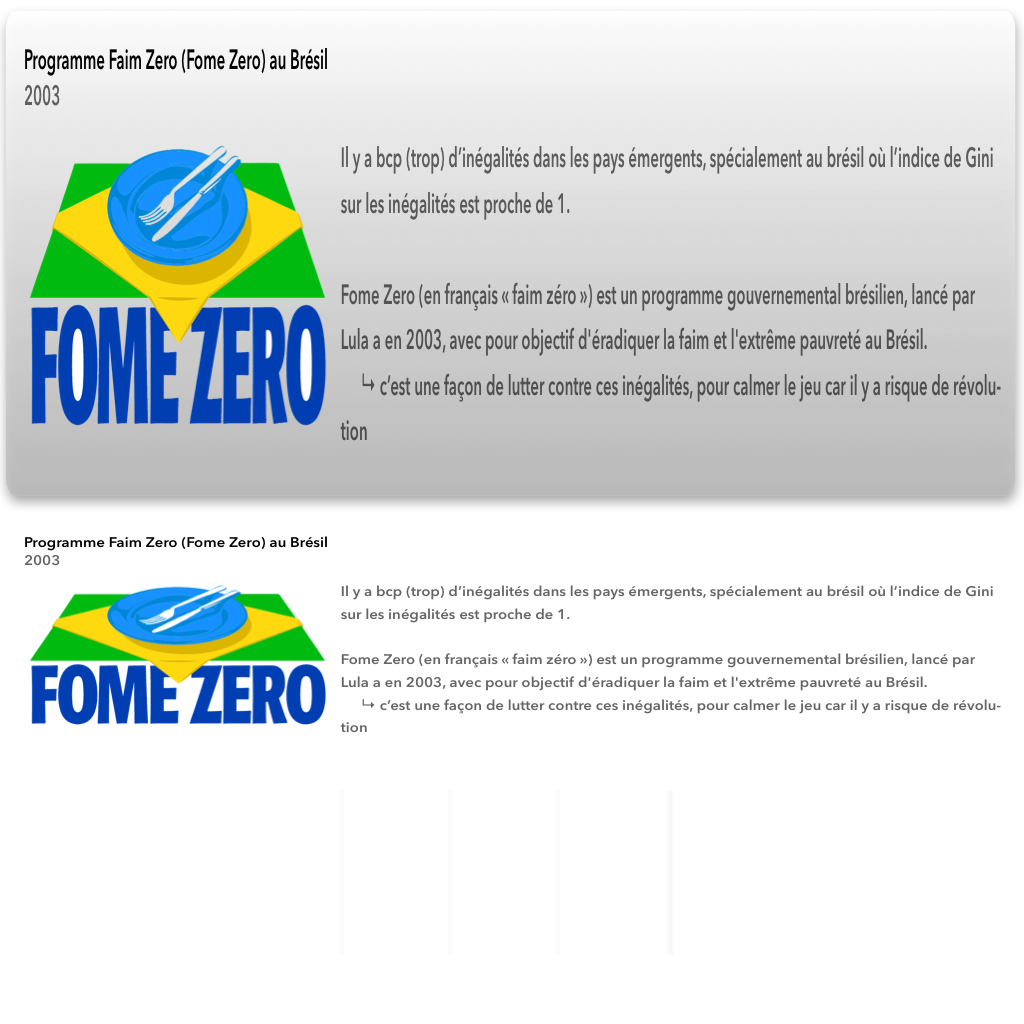 Programme Faim Zero (Fome Zero) au Brésil
2003
Il y a bcp (trop) d’inégalités dans les pays émergents, spécialement au brésil où l’indice de Gini
sur les inégalités est proche de 1.
Fome Zero (en français « faim zéro ») est un programme gouvernemental brésilien, lancé par
Lula a en 2003, avec pour objectif d'éradiquer la faim et l'extrême pauvreté au Brésil.
↳ c’est une façon de lutter contre ces inégalités, pour calmer le jeu car il y a risque de révolu-
tion
FOME ZERO
Programme Faim Zero (Fome Zero) au Brésil
2003
Il y a bcp (trop) d’inégalités dans les pays émergents, spécialement au brésil où l’indice de Gini
sur les inégalités est proche de 1.
Fome Zero (en français « faim zéro ») est un programme gouvernemental brésilien, lancé par
Lula a en 2003, avec pour objectif d'éradiquer la faim et l'extrême pauvreté au Brésil.
↳ c’est une façon de lutter contre ces inégalités, pour calmer le jeu car il y a risque de révolu-
tion
FOME ZERO